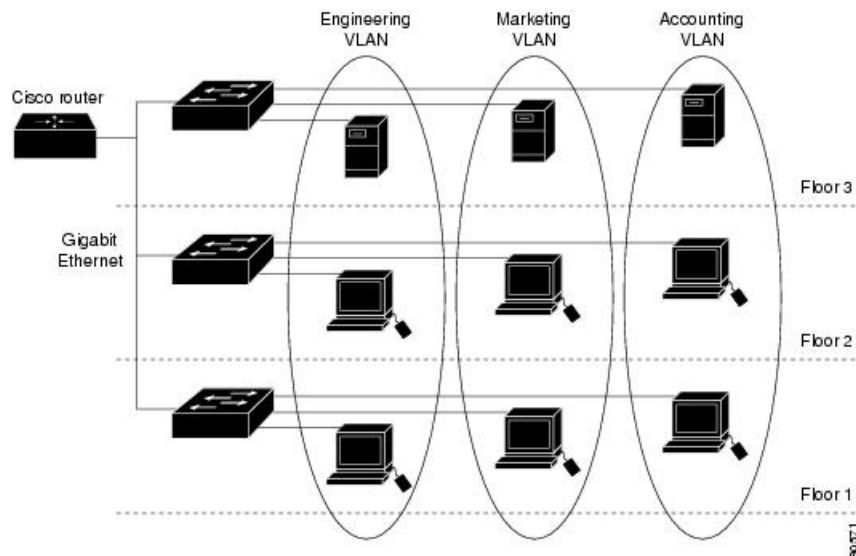 Engineering
VLAN
Marketing
VLAN
Accounting
VLAN
Cisco router
Floor 3
Gigabit
Ethernet
Floor 2
Floor 1